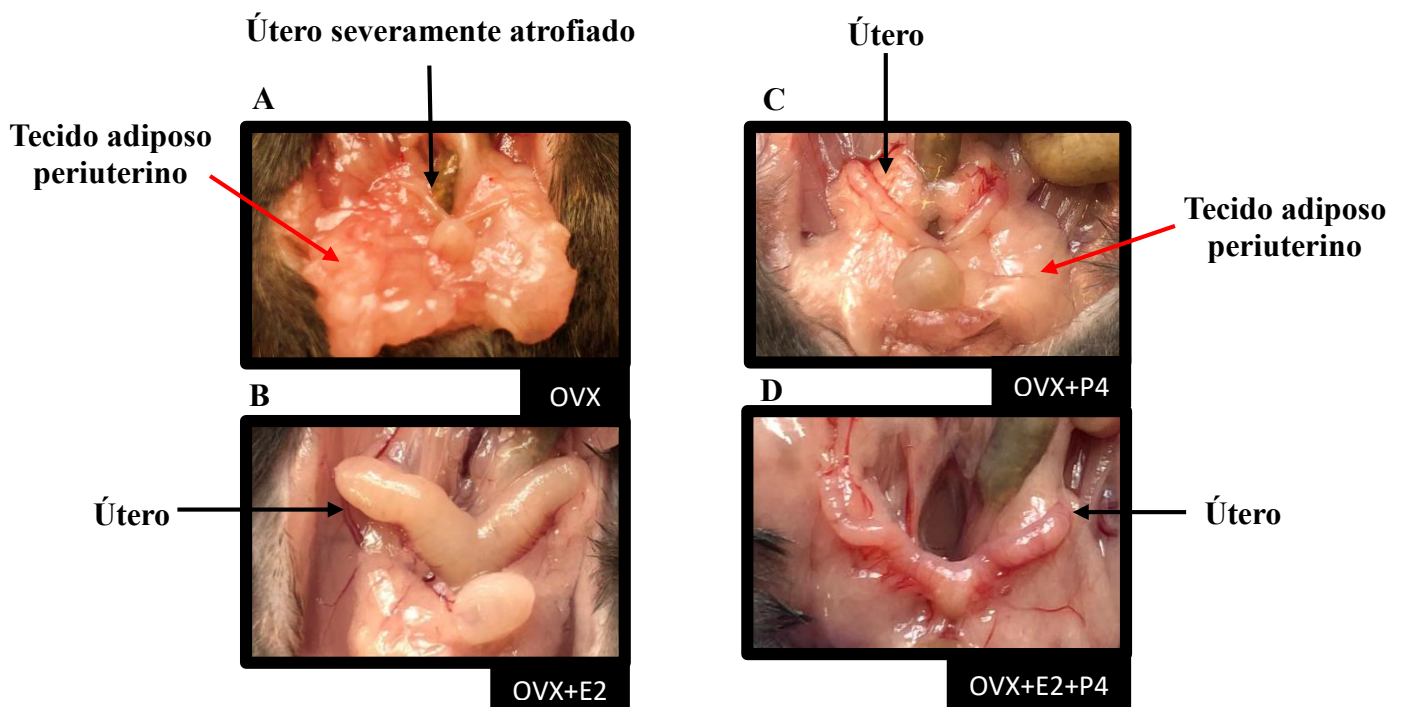 Útero severamente atrofiado
A
Tecido adiposo
periuterino
OVX
Útero
C
Tecido adiposo
periuterino
OVX+P4
B
Útero
OVX+E2
D
Útero
OVX+E2+P4